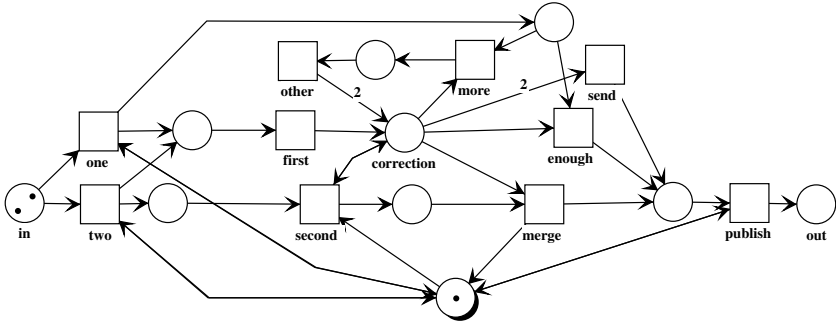 other
2
more
2
send
one
first
correction
enough
in
two
second
merge
publish
out